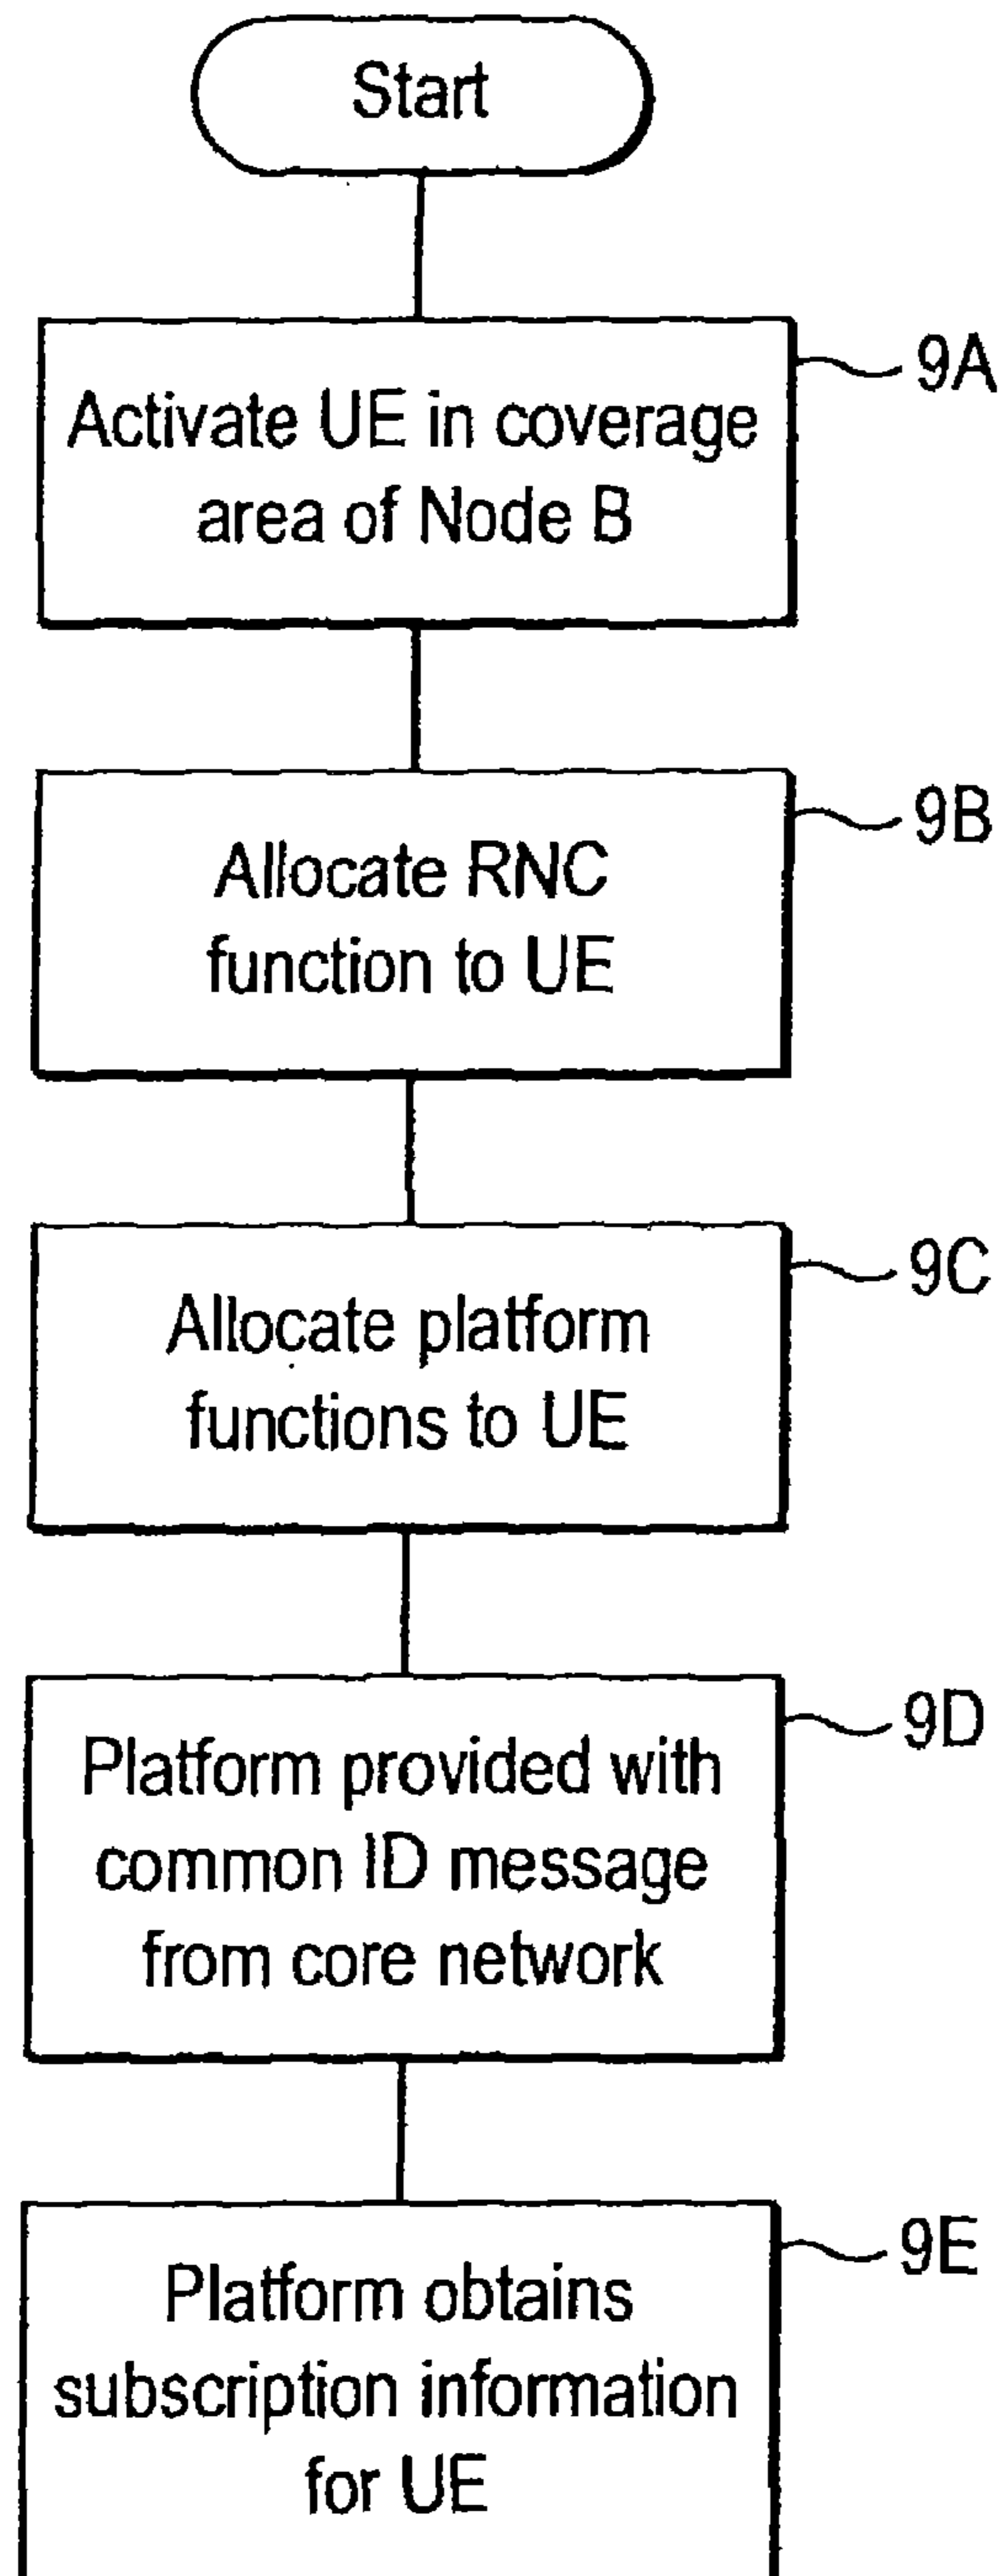 Start
9A
Activate UE in coverage
area of Node B
9B
Allocate RNC
function to UE
9C
Allocate platform
functions to UE
9D
Platform provided with
common ID message
from core network
9E
Platform obtains
subscription information
for UE